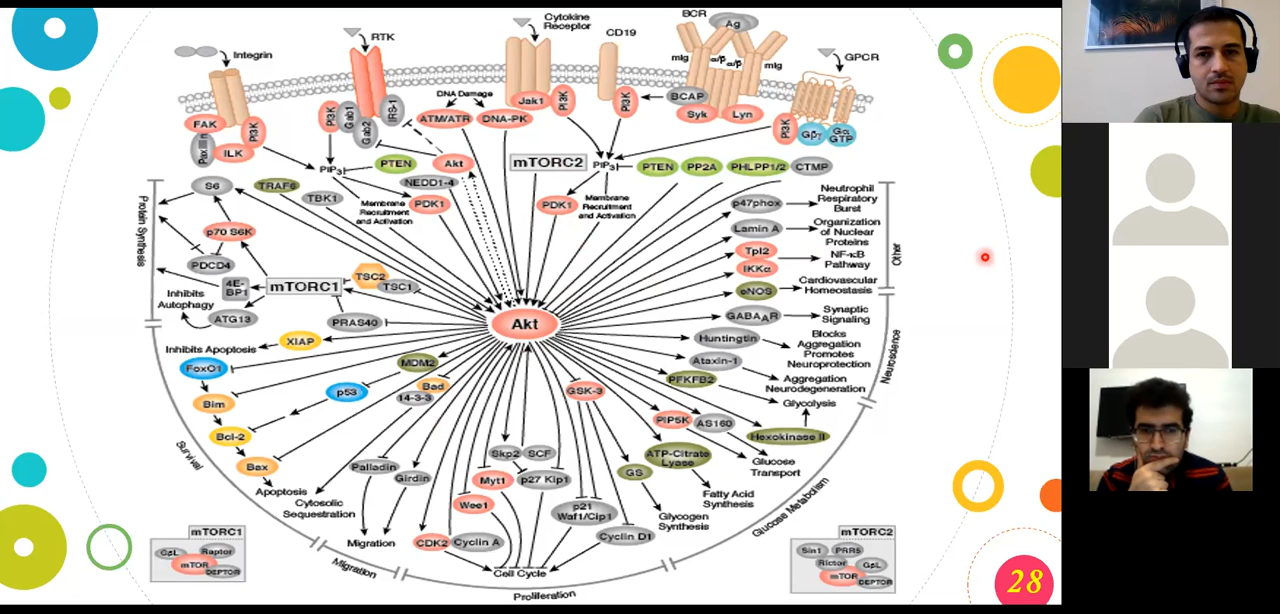 Integrin
RTK
Cytokine
Receptor
CD19
BCR
Ag
mIg
α/β
α/β
mIg
GPCR
FAK
Paxillin
ILK
PI3K
PI3K
Gab1
Gab2
IRS-1
DNA Damage
ATM/ATR
DNA-PK
Jak1
PI3K
PI3K
BCAP
Syk
Lyn
PI3K
Gβγ
Gα
GTP
PIP3
PTEN
Akt
NEDD1-4
mTORC2
PIP3
PTEN
PP2A
PHLPP1/2
CTMP
Membrane
Recruitment
and Activation
PDK1
PDK1
Membrane
Recruitment
and Activation
Protein Synthesis
S6
TRAF6
TBK1
p70 S6K
PDCD4
4E-
BP1
mTORC1
TSC2
TSC1
Inhibits
Autophagy
ATG13
PRAS40
Akt
p47phox
Neutrophil
Respiratory
Burst
Lamin A
Organization
of Nuclear
Proteins
Tpl2
IKKα
NF-κB
Pathway
eNOS
Cardiovascular
Homeostasis
Other
GABAAR
Synaptic
Signaling
Huntingtin
Blocks
Aggregation
Promotes
Neuroprotection
Ataxin-1
Aggregation
Neurodegeneration
Neuroscience
PFKFB2
Glycolysis
Inhibits Apoptosis
XIAP
FoxO1
Bim
Bcl-2
Bax
Apoptosis
Survival
p53
MDM2
Bad
14-3-3
Cytosolic
Sequestration
Palladin
Girdin
Migration
Migration
Skp2
SCF
Myt1
p27 Kip1
Wee1
CDK2
Cyclin A
Cell Cycle
Proliferation
GSK-3
p21
Waf1/Cip1
Cyclin D1
PIP5K
AS160
Hexokinase II
Glucose
Transport
ATP-Citrate
Lyase
GS
Fatty Acid
Synthesis
Glycogen
Synthesis
Glucose Metabolism
mTORC1
GβL
Raptor
mTOR
DEPTOR
mTORC2
Sin1
PRR5
Rictor
GβL
mTOR
DEPTOR
28